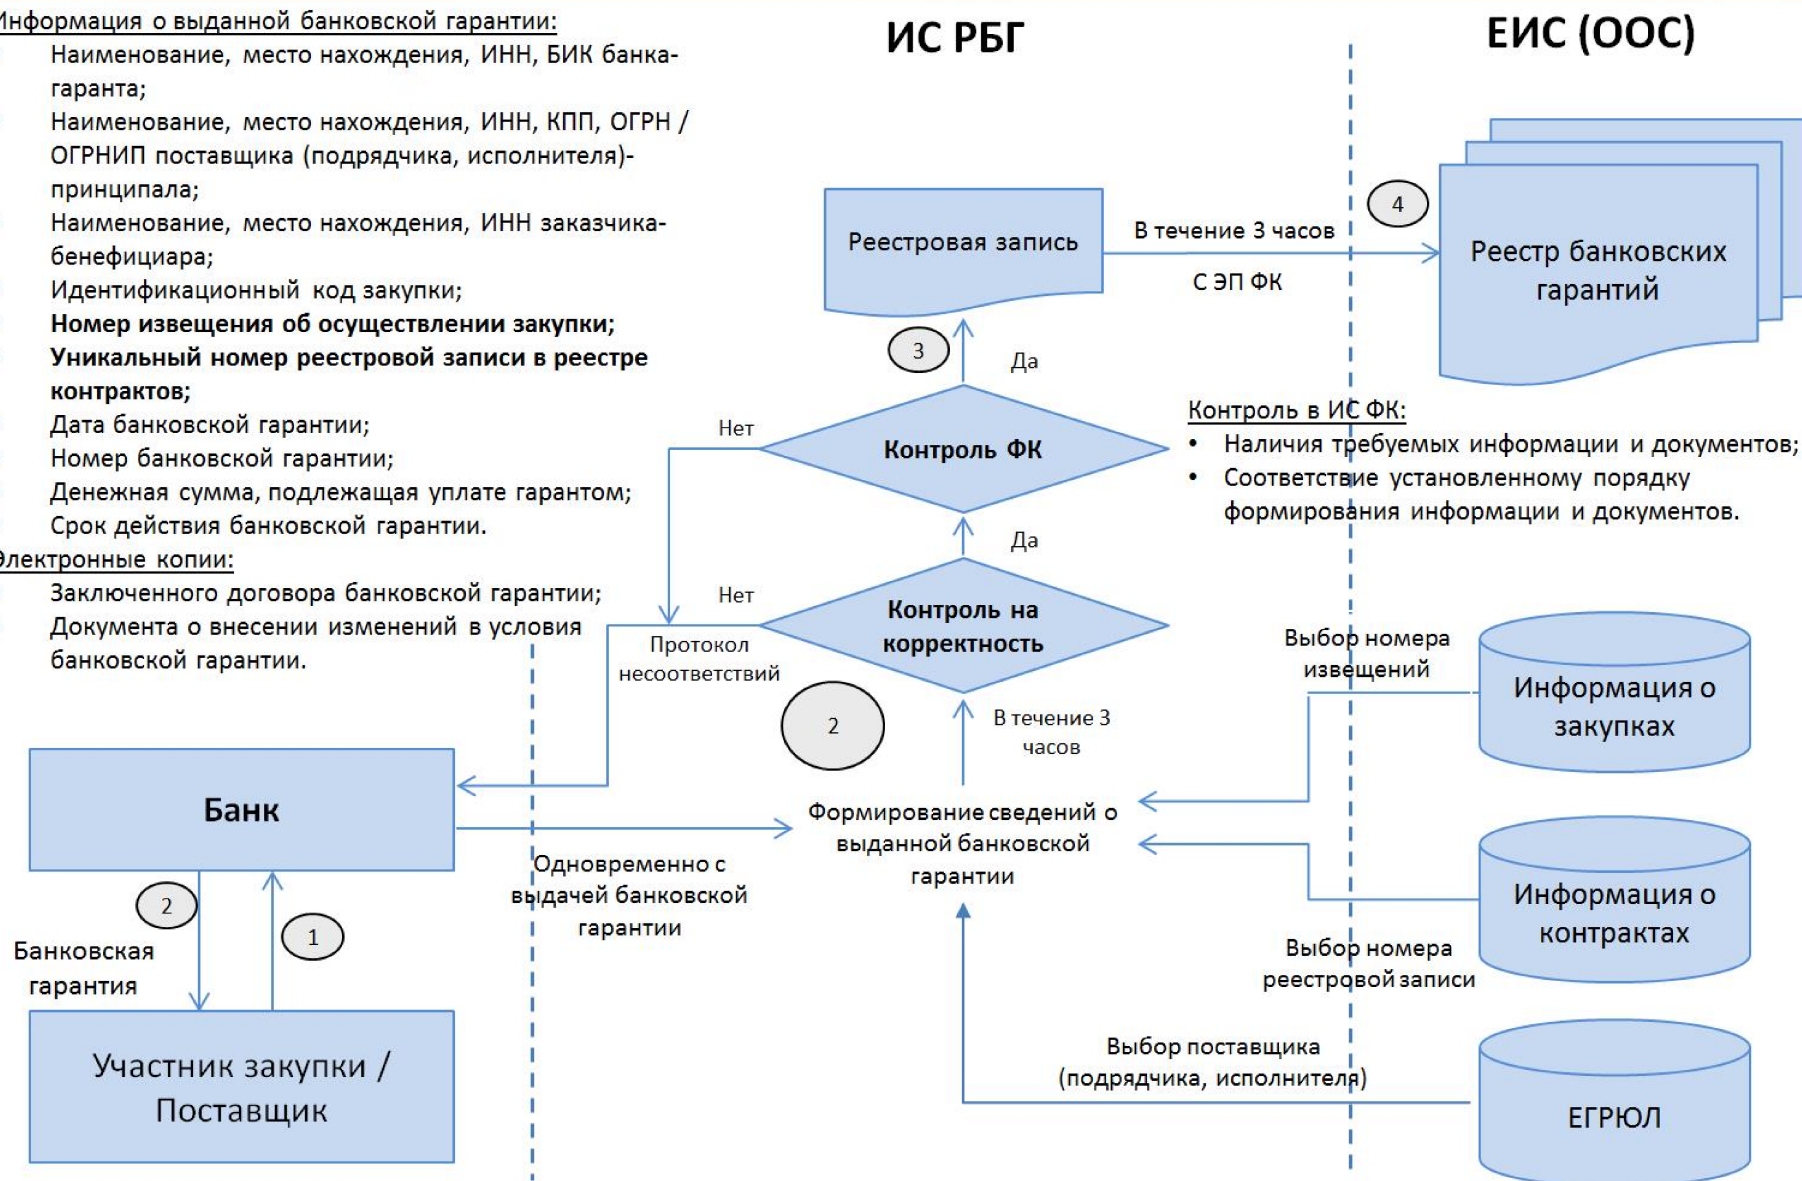 Информация о выданной банковской гарантии:
Наименование, место нахождения, ИНН, БИК банка-
гаранта;
Наименование, место нахождения, ИНН, КПП, ОГРН /
ОГРНИП поставщика (подрядчика, исполнителя)-
принципала;
Наименование, место нахождения, ИНН заказчика-
бенефициара;
Идентификационный код закупки;
Номер извещения об осуществлении закупки;
Уникальный номер реестровой записи в реестре
контрактов;
Дата банковской гарантии;
Номер банковской гарантии;
Денежная сумма, подлежащая уплате гарантом;
Срок действия банковской гарантии.
Электронные копии:
Заключенного договора банковской гарантии;
Документа о внесении изменений в условия
банковской гарантии.
ИС РБГ
ЕИС (ООС)
Реестровая запись
В течение 3 часов
С ЭП ФК
4
Реестр банковских
гарантий
3
Да
Нет
Контроль ФК
Контроль в ИС ФК:
• Наличия требуемых информации и документов;
• Соответствие установленному порядку
формирования информации и документов.
Да
Нет
Контроль на
корректность
Протокол
несоответствий
2
В течение 3
часов
Выбор номера
извещений
Информация о
закупках
Банк
Формирование сведений о
выданной банковской
гарантии
Одновременно с
выдачей банковской
гарантии
Информация о
контрактах
Выбор номера
реестровой записи
2
1
Банковская
гарантия
Участник закупки /
Поставщик
Выбор поставщика
(подрядчика, исполнителя)
ЕГРЮЛ